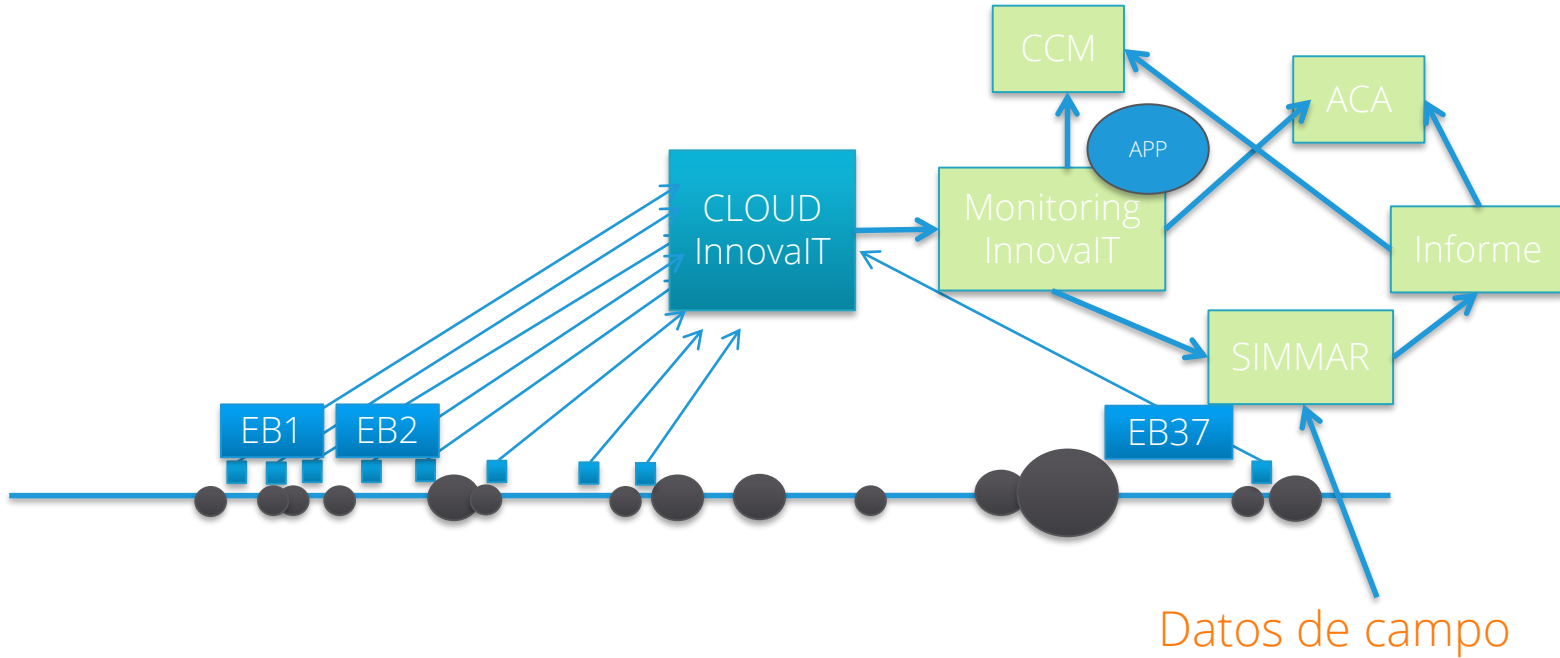 CCM
ACA
APP
CLOUD
InnovaIT
Monitoring
InnovaIT
Informe
SIMMAR
EB1
EB2
EB37
Datos de campo